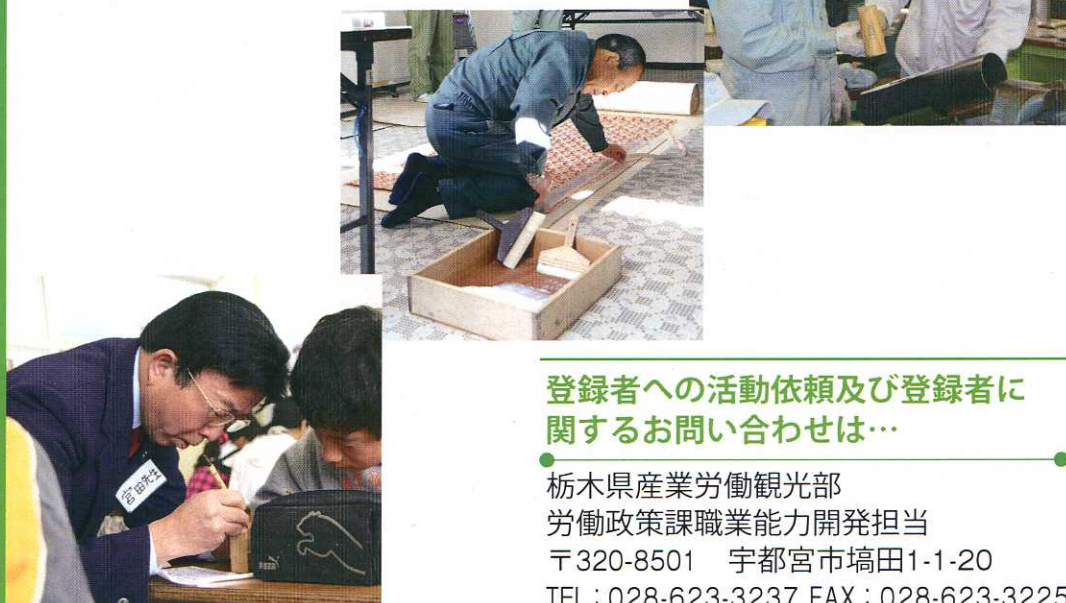 宮田先生
登録者への活動依頼及び登録者に
関するお問い合わせは…
栃木県産業労働観光部
労働政策課職業能力開発担当
〒320-8501　宇都宮市塙田1-1-20
TEL：028-623-3237 FAX：028-623-3225